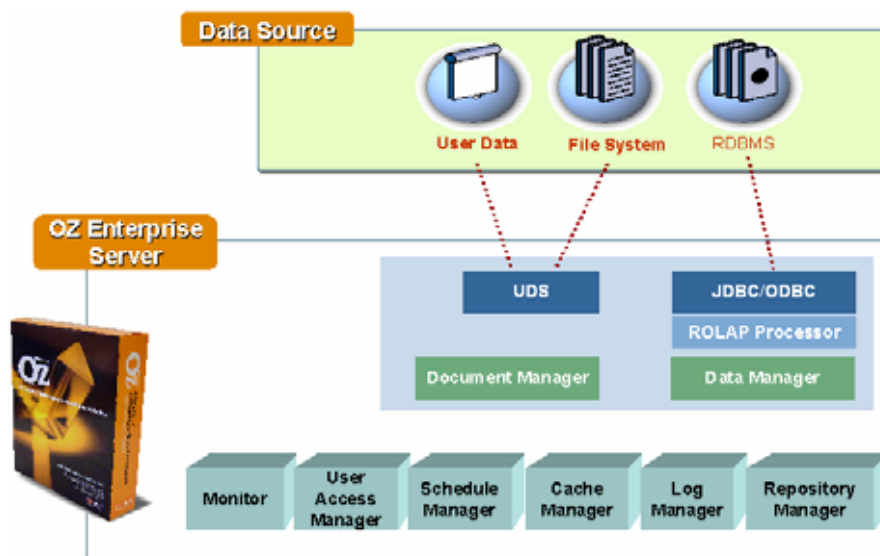 Data Source
User Data
File System
RDBMS
OZ Enterprise
Server
UDS
JDBC/ODBC
ROLAP Processor
Document Manager
Data Manager
OZ
Monitor
User
Access
Manager
Schedule
Manager
Cache
Manager
Log
Manager
Repository
Manager